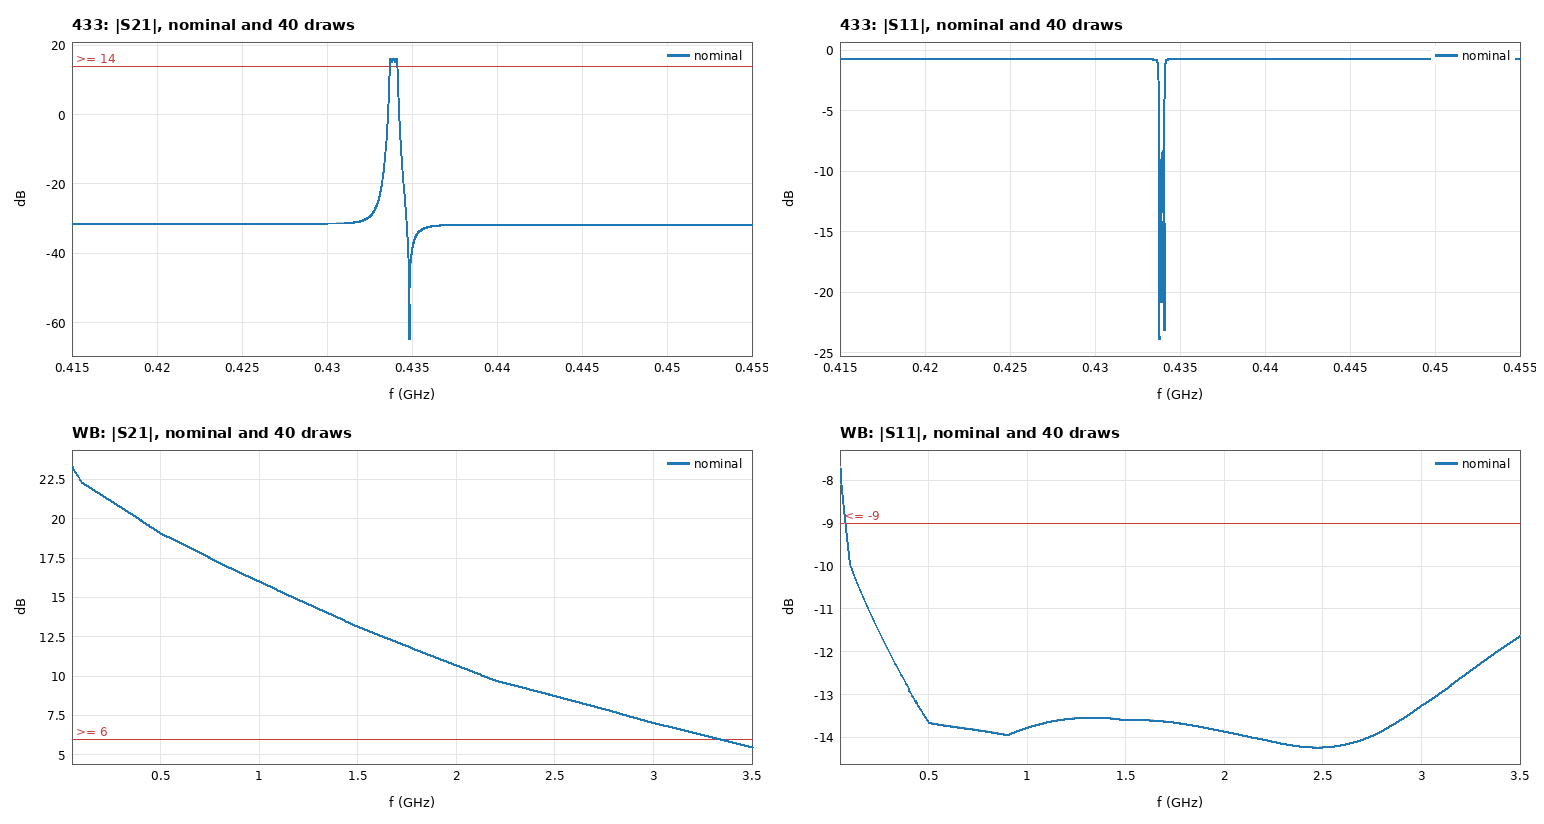 433: |S21|, nominal and 40 draws
nominal
>= 14
20
0
-20
-40
-60
dB
0.415 0.42 0.425 0.43 0.435 0.44 0.445 0.45 0.455
f (GHz)
433: |S11|, nominal and 40 draws
nominal
0
-5
-10
-15
-20
-25
dB
0.415 0.42 0.425 0.43 0.435 0.44 0.445 0.45 0.455
f (GHz)
WB: |S21|, nominal and 40 draws
nominal
22.5
20
17.5
15
12.5
10
7.5
5
>= 6
dB
0.5 1 1.5 2 2.5 3 3.5
f (GHz)
WB: |S11|, nominal and 40 draws
nominal
-8
-9
-10
-11
-12
-13
-14
<= -9
dB
0.5 1 1.5 2 2.5 3 3.5
f (GHz)